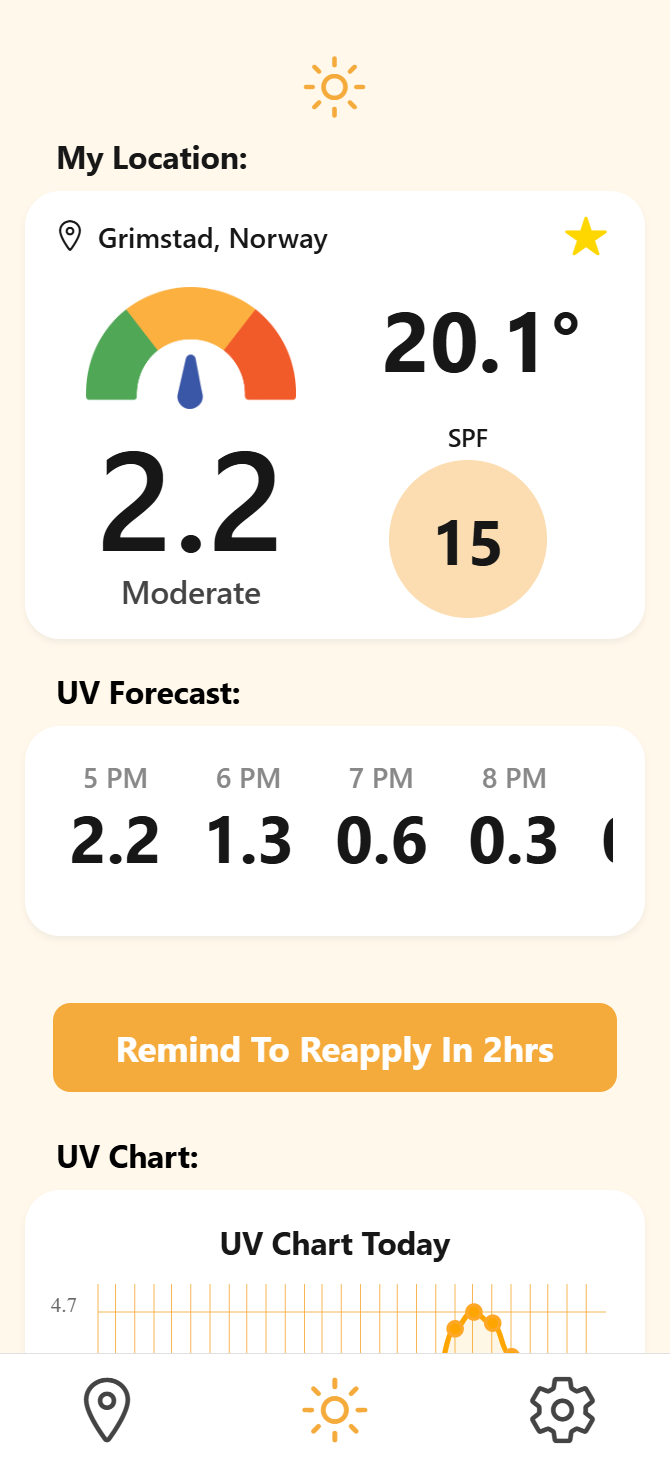 My Location:
Grimstad, Norway
20.1°
SPF
15
2.2
Moderate
UV Forecast:
5 PM 6 PM 7 PM 8 PM
2.2 1.3 0.6 0.3
Remind To Reapply In 2hrs
UV Chart:
UV Chart Today
4.7